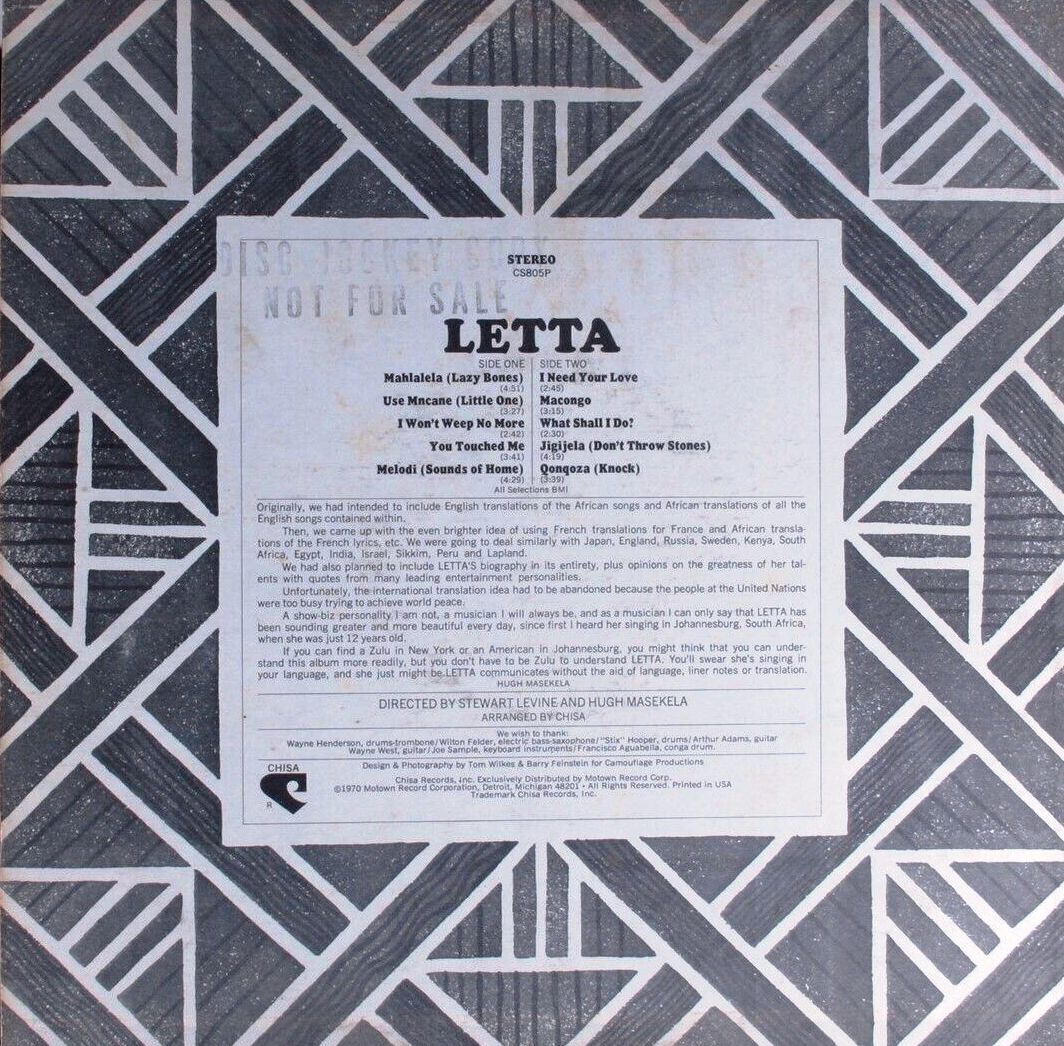 DISC JOCKEY COPY
NOT FOR SALE
STEREO
CS805P
LETTA
SIDE ONE
Mahlalela (Lazy Bones)
(4:51)
Use Mncane (Little One)
(3:27)
I Won't Weep No More
(2:42)
You Touched Me
(3:41)
Melodi (Sounds of Home)
(4:29)
SIDE TWO
I Need Your Love
(2:45)
Macongo
(3:15)
What Shall I Do?
(2:30)
Jigijela (Don't Throw Stones)
(4:19)
Qonqoza (Knock)
(3:39)
All Selections BMI
Originally, we had intended to include English translations of the African songs and African translations of all the
English songs contained within.
Then, we came up with the even brighter idea of using French translations for France and African transla-
tions of the French lyrics, etc. We were going to deal similarly with Japan, England, Russia, Sweden, Kenya, South
Africa, Egypt, India, Israel, Sikkim, Peru and Lapland.
We had also planned to include LETTA'S biography in its entirety, plus opinions on the greatness of her tal-
ents with quotes from many leading entertainment personalities.
Unfortunately, the international translation idea had to be abandoned because the people at the United Nations
were too busy trying to achieve world peace.
A show-biz personality I am not, a musician I will always be, and as a musician I can only say that LETTA has
been sounding greater and more beautiful every day, since first I heard her singing in Johannesburg, South Africa,
when she was just 12 years old.
If you can find a Zulu in New York or an American in Johannesburg, you might think that you can under-
stand this album more readily, but you don't have to be Zulu to understand LETTA. You'll swear she's singing in
your language, and she just might be. LETTA communicates without the aid of language, liner notes or translation.
HUGH MASEKELA
DIRECTED BY STEWART LEVINE AND HUGH MASEKELA
ARRANGED BY CHISA
We wish to thank:
Wayne Henderson, drums-trombone/Wilton Felder, electric bass-saxophone/"Stix" Hooper, drums/Arthur Adams, guitar
Wayne West, guitar/Joe Sample, keyboard instruments/Francisco Aguabella, conga drum.
Design & Photography by Tom Wilkes & Barry Feinstein for Camouflage Productions
CHISA
R
Chisa Records, Inc. Exclusively Distributed by Motown Record Corp.
©1970 Motown Record Corporation, Detroit, Michigan 48201 • All Rights Reserved. Printed in USA
Trademark Chisa Records, Inc.